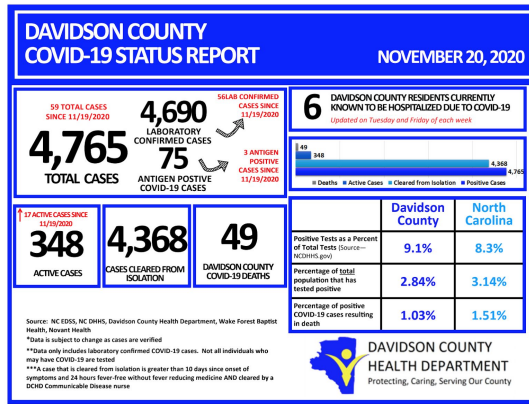 DAVIDSON COUNTY
COVID-19 STATUS REPORT
NOVEMBER 20, 2020
59 TOTAL CASES
SINCE 11/19/2020
4,765
TOTAL CASES
4,690
LABORATORY
CONFIRMED CASES
56LAB CONFIRMED
CASES SINCE
11/19/2020
75
ANTIGEN POSTIVE
COVID-19 CASES
3 ANTIGEN
POSITIVE
CASES SINCE
11/19/2020
6
DAVIDSON COUNTY RESIDENTS CURRENTLY
KNOWN TO BE HOSPITALIZED DUE TO COVID-19
Updated on Tuesday and Friday of each week
49
348
4,368
4,765
Deaths Active Cases Cleared from Isolation Positive Cases
17 ACTIVE CASES SINCE
11/19/2020
348
ACTIVE CASES
4,368
CASES CLEARED FROM
ISOLATION
49
DAVIDSON COUNTY
COVID-19 DEATHS
Davidson County
North Carolina
Positive Tests as a Percent
of Total Tests (Source—
NCDHHS.gov)
9.1%
8.3%
Percentage of total
population that has
tested positive
2.84%
3.14%
Percentage of positive
COVID-19 cases resulting
in death
1.03%
1.51%
Source: NC EDSS, NC DHHS, Davidson County Health Department, Wake Forest Baptist
Health, Novant Health
*Data is subject to change as cases are verified
**Data only includes laboratory confirmed COVID-19 cases. Not all individuals who
may have COVID-19 are tested
***A case that is cleared from isolation is greater than 10 days since onset of
symptoms and 24 hours fever-free without fever reducing medicine AND cleared by a
DCHD Communicable Disease nurse
DAVIDSON COUNTY
HEALTH DEPARTMENT
Protecting, Caring, Serving Our County